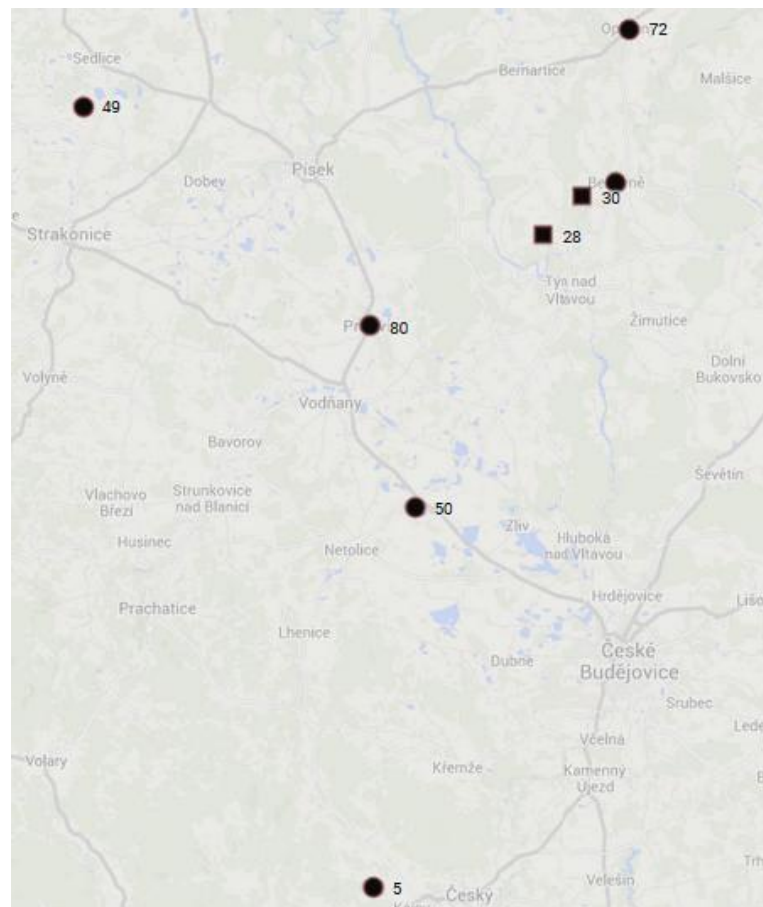 72
Sedlice
Bernartice
Malšice
49
Písek
Dobev
30
Strakonice
28
Týn nad
Vltavou
Žimutice
80
Dolní
Bukovsko
Volyně
Vodňany
Bavorov
Ševětín
Vlachovo
Březí
Strunkovice
nad Blanicí
50
Zliv
Husinec
Netolice
Hluboká
nad Vltavou
Hrdějovice
Prachatice
Lhenice
České
Budějovice
Dubné
Srubec
Včelná
Volary
Křemže
Kamenný
Újezd
Velešín
5
Český